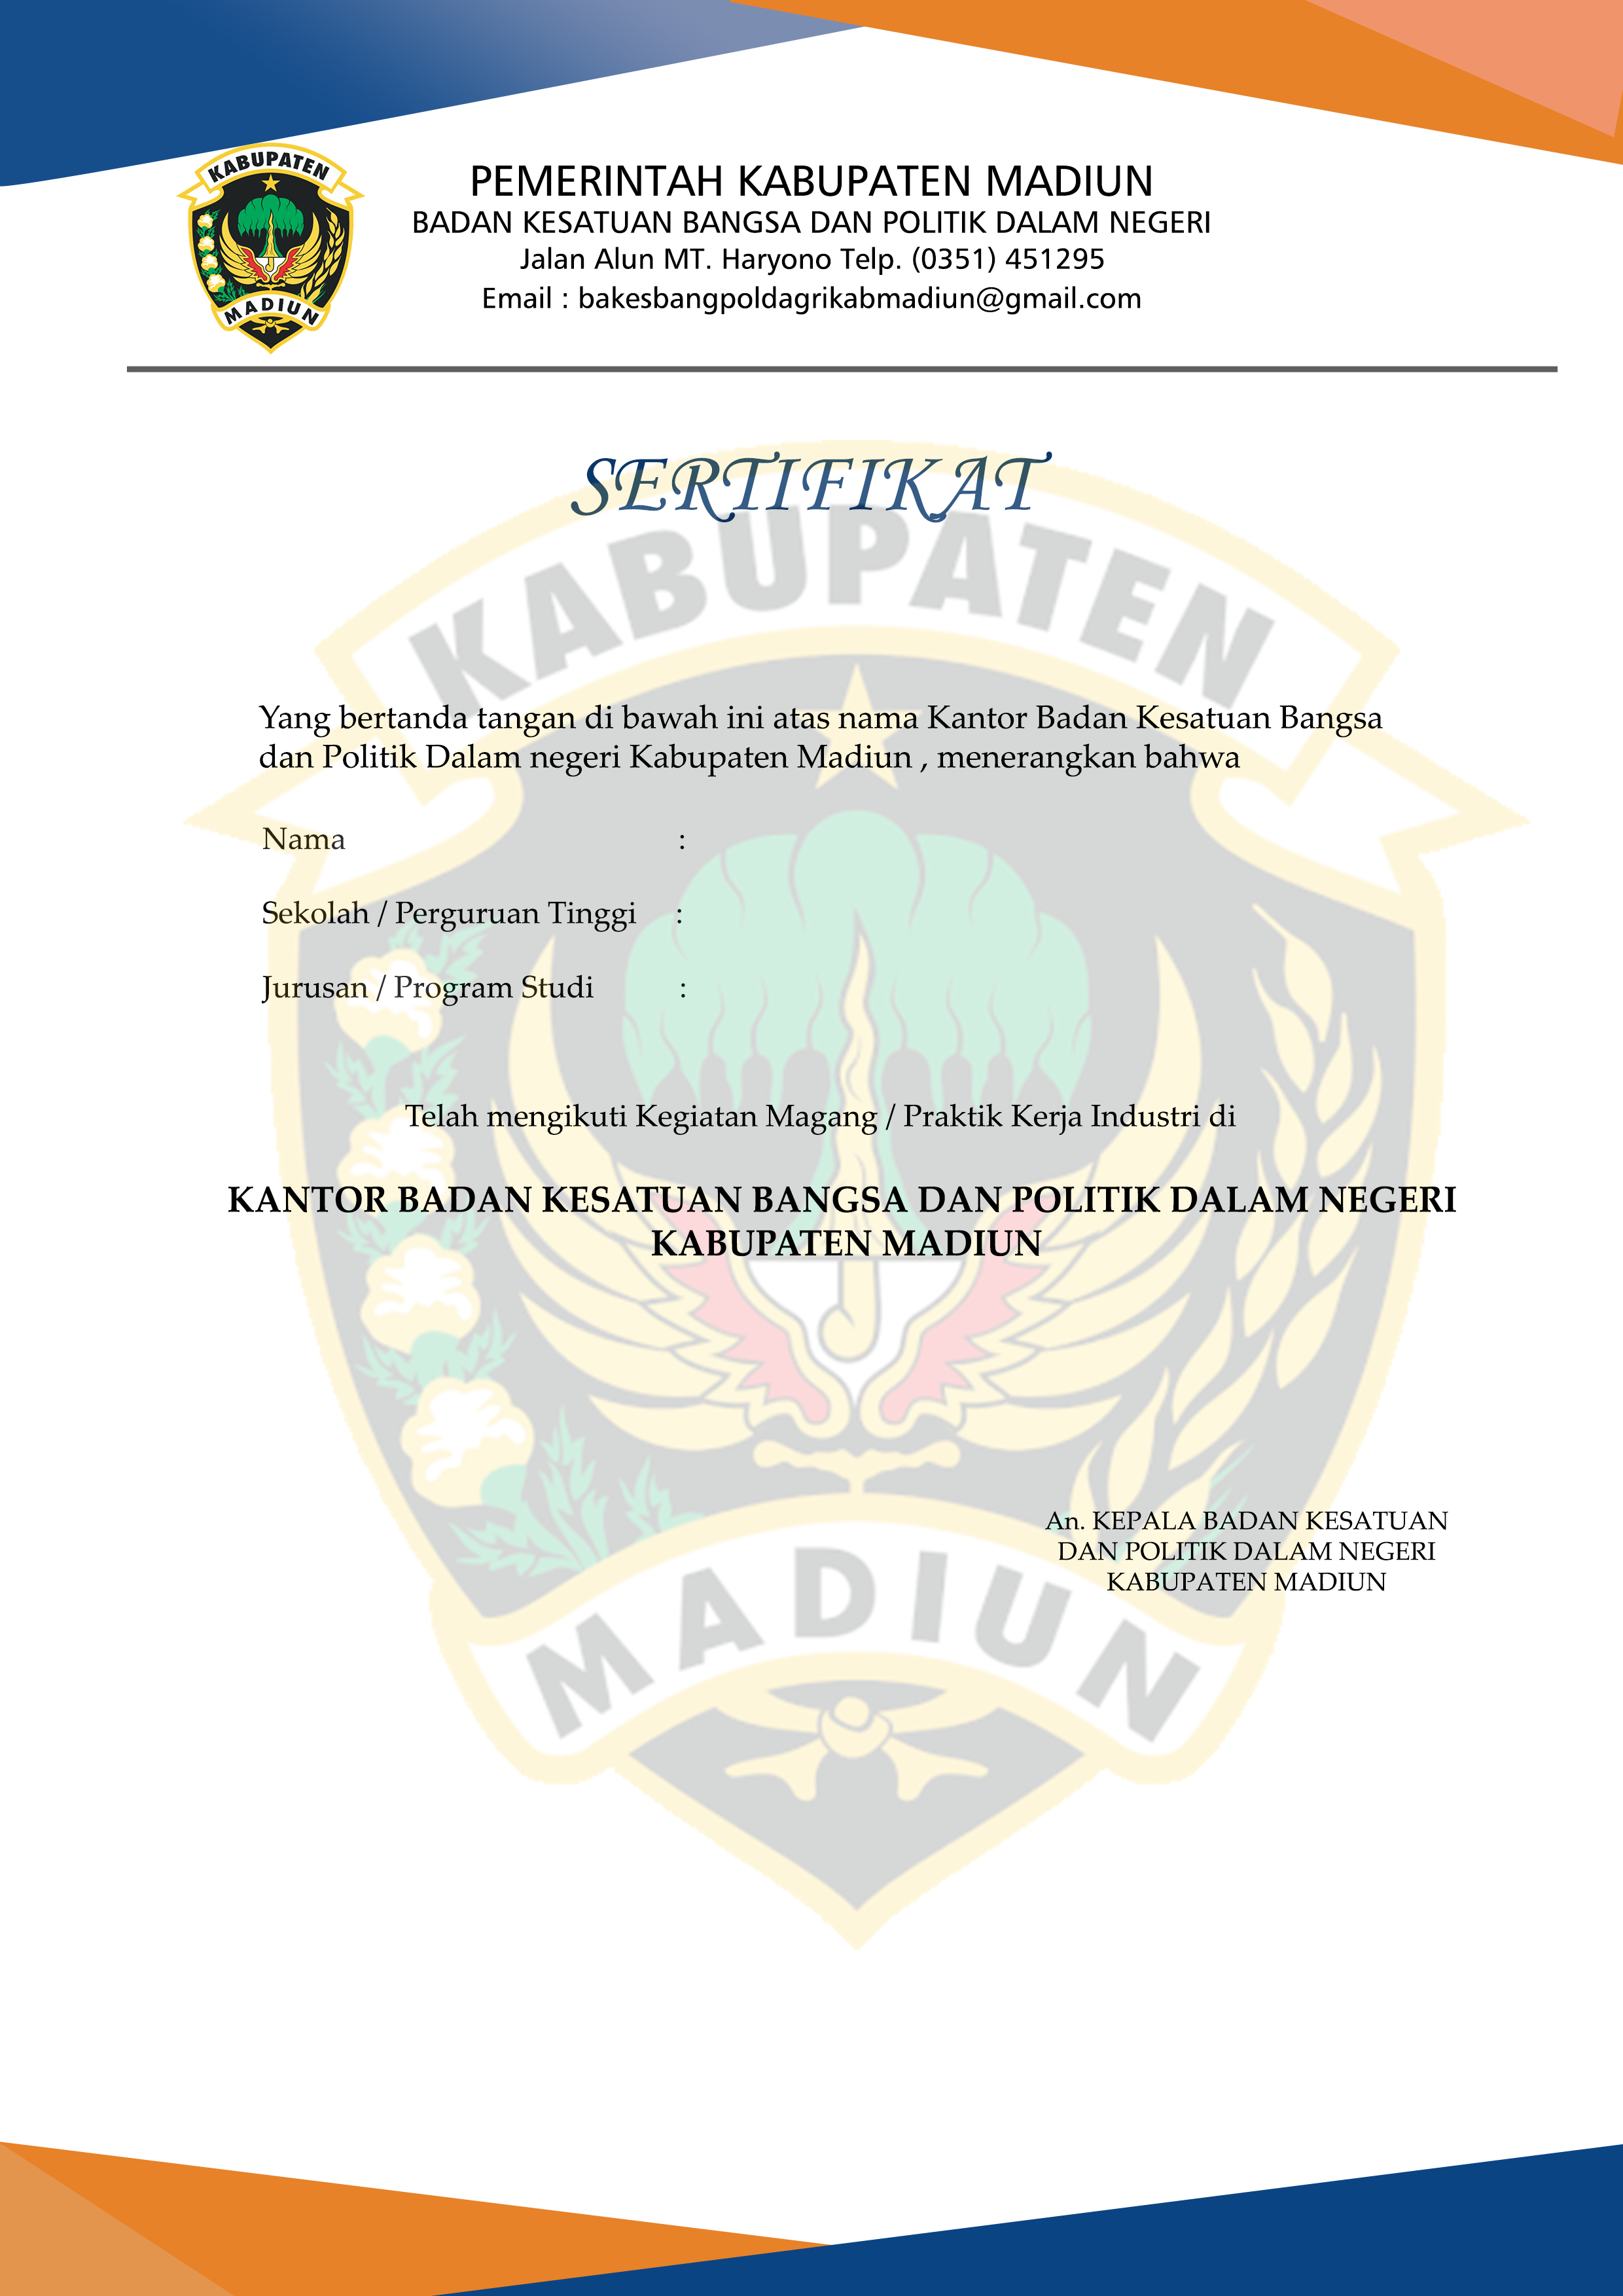 KABUPATEN
MADIUN
PEMERINTAH KABUPATEN MADIUN
BADAN KESATUAN BANGSA DAN POLITIK DALAM NEGERI
Jalan Alun MT. Haryono Telp. (0351) 451295
Email : bakesbangpoldagrikabmadiun@gmail.com
SERTIFIKAT
KABUPATEN
Yang bertanda tangan di bawah ini atas nama Kantor Badan Kesatuan Bangsa
dan Politik Dalam negeri Kabupaten Madiun , menerangkan bahwa
Nama :
Sekolah / Perguruan Tinggi :
Jurusan / Program Studi :
Telah mengikuti Kegiatan Magang / Praktik Kerja Industri di
KANTOR BADAN KESATUAN BANGSA DAN POLITIK DALAM NEGERI
KABUPATEN MADIUN
An. KEPALA BADAN KESATUAN
DAN POLITIK DALAM NEGERI
KABUPATEN MADIUN
MADIUN